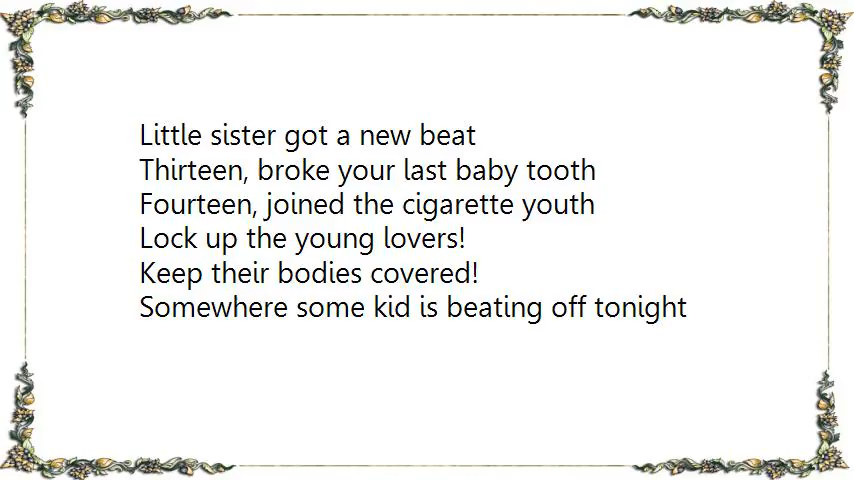 Little sister got a new beat
Thirteen, broke your last baby tooth
Fourteen, joined the cigarette youth
Lock up the young lovers!
Keep their bodies covered!
Somewhere some kid is beating off tonight